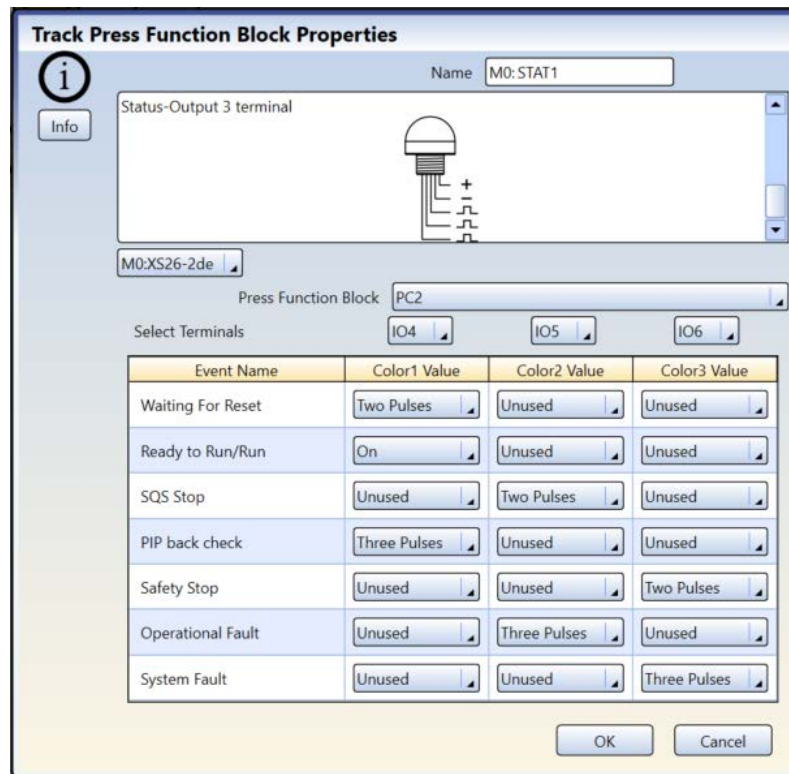 Track Press Function Block Properties
i
Name M0: STAT1
Info
Status-Output 3 terminal
+
−
M0:XS26-2de
Press Function Block PC2
Select Terminals IO4 IO5 IO6
Event Name Color1 Value Color2 Value Color3 Value
Waiting For Reset Two Pulses Unused Unused
Ready to Run/Run On Unused Unused
SQS Stop Unused Two Pulses Unused
PIP back check Three Pulses Unused Unused
Safety Stop Unused Unused Two Pulses
Operational Fault Unused Three Pulses Unused
System Fault Unused Unused Three Pulses
OK Cancel